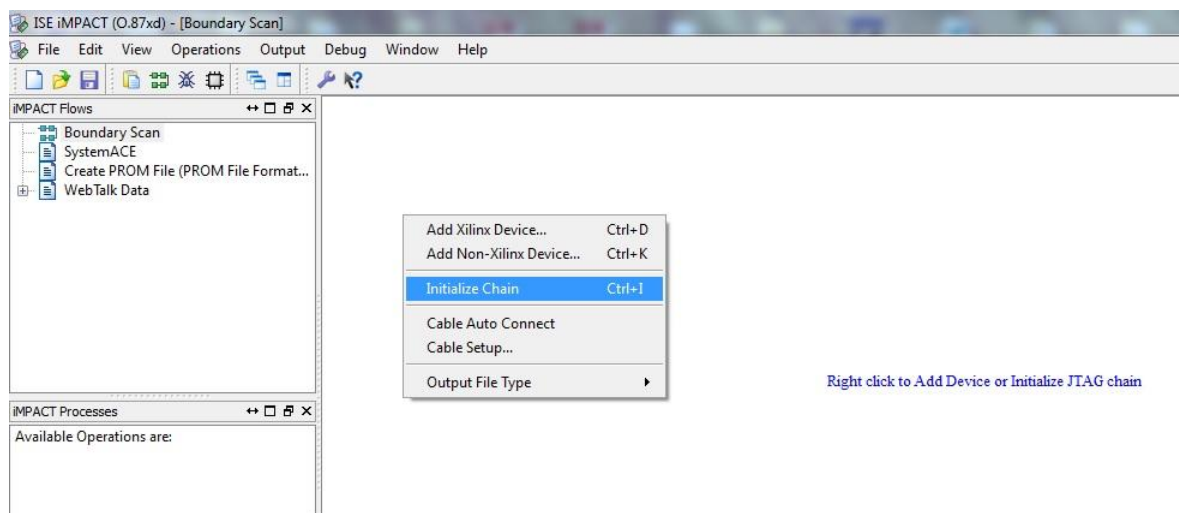 ISE iMPACT (O.87xd) - [Boundary Scan]
File Edit View Operations Output Debug Window Help
iMPACT Flows
Boundary Scan
SystemACE
Create PROM File (PROM File Format...
WebTalk Data
Add Xilinx Device... Ctrl+D
Add Non-Xilinx Device... Ctrl+K
Initialize Chain Ctrl+I
Cable Auto Connect
Cable Setup...
Output File Type
Right click to Add Device or Initialize JTAG chain
iMPACT Processes
Available Operations are: